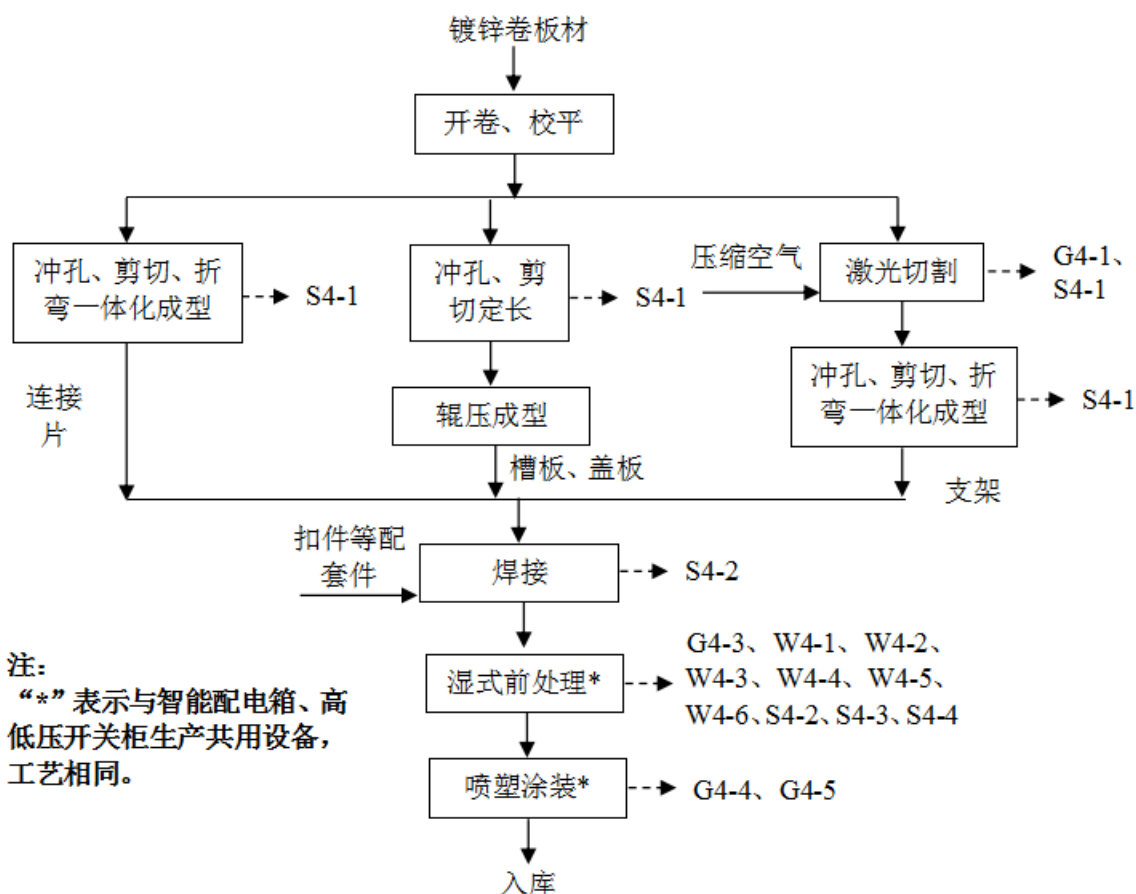 镀锌卷板材
开卷、校平
冲孔、剪切、折
弯一体化成型
S4-1
冲孔、剪
切定长
S4-1
压缩空气
激光切割
G4-1、
S4-1
连接
片
辊压成型
冲孔、剪切、折
弯一体化成型
S4-1
槽板、盖板
支架
扣件等配
套件
焊接
S4-2
湿式前处理*
G4-3、W4-1、W4-2、
W4-3、W4-4、W4-5、
W4-6、S4-2、S4-3、S4-4
注：
“*”表示与智能配电箱、高
低压开关柜生产共用设备，
工艺相同。
喷塑涂装*
G4-4、G4-5
入库